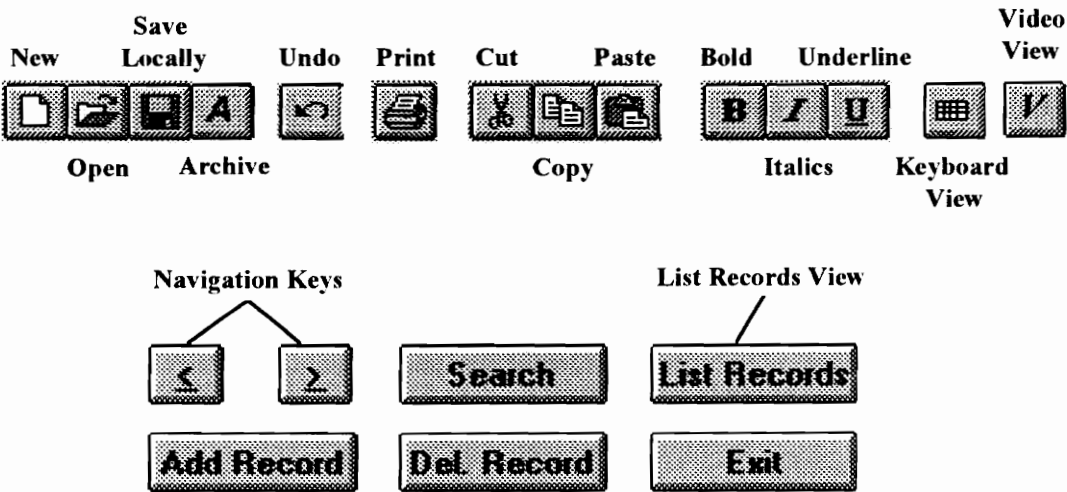 Save
Video
New Locally Undo Print Cut Paste Bold Underline View
A B I U V
Open Archive Copy Italics Keyboard
View
Navigation Keys List Records View
< > Search List Records
Add Record Del. Record Exit